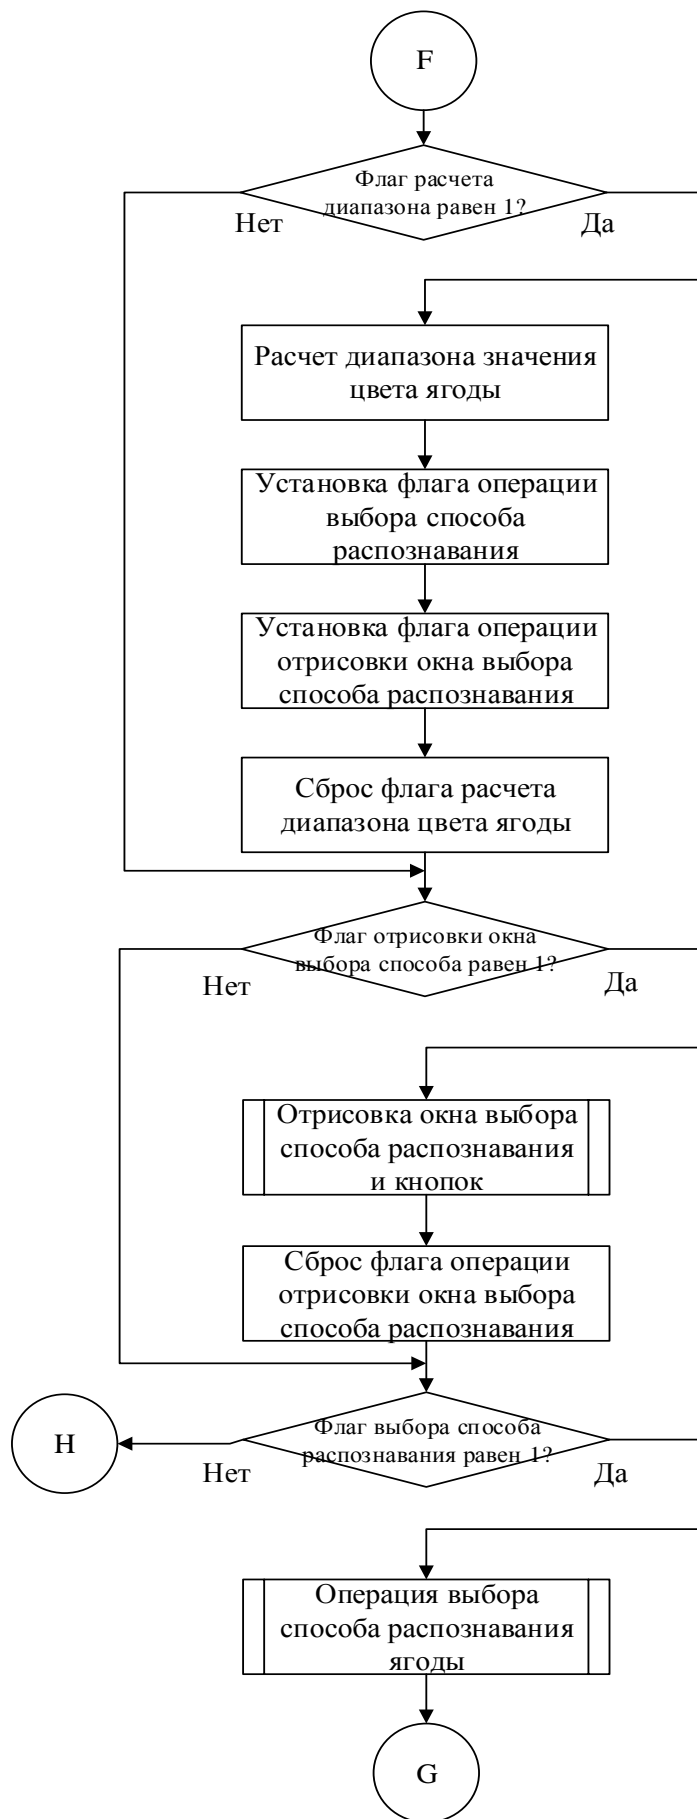 F
Флаг расчета
диапазона равен 1?
Нет
Да
Расчет диапазона значения
цвета ягоды
Установка флага операции
выбора способа
распознавания
Установка флага операции
отрисовки окна выбора
способа распознавания
Сброс флага расчета
диапазона цвета ягоды
Флаг отрисовки окна
выбора способа равен 1?
Нет
Да
Отрисовка окна выбора
способа распознавания
и кнопок
Сброс флага операции
отрисовки окна выбора
способа распознавания
H
Флаг выбора способа
распознавания равен 1?
Нет
Да
Операция выбора
способа распознавания
ягоды
G